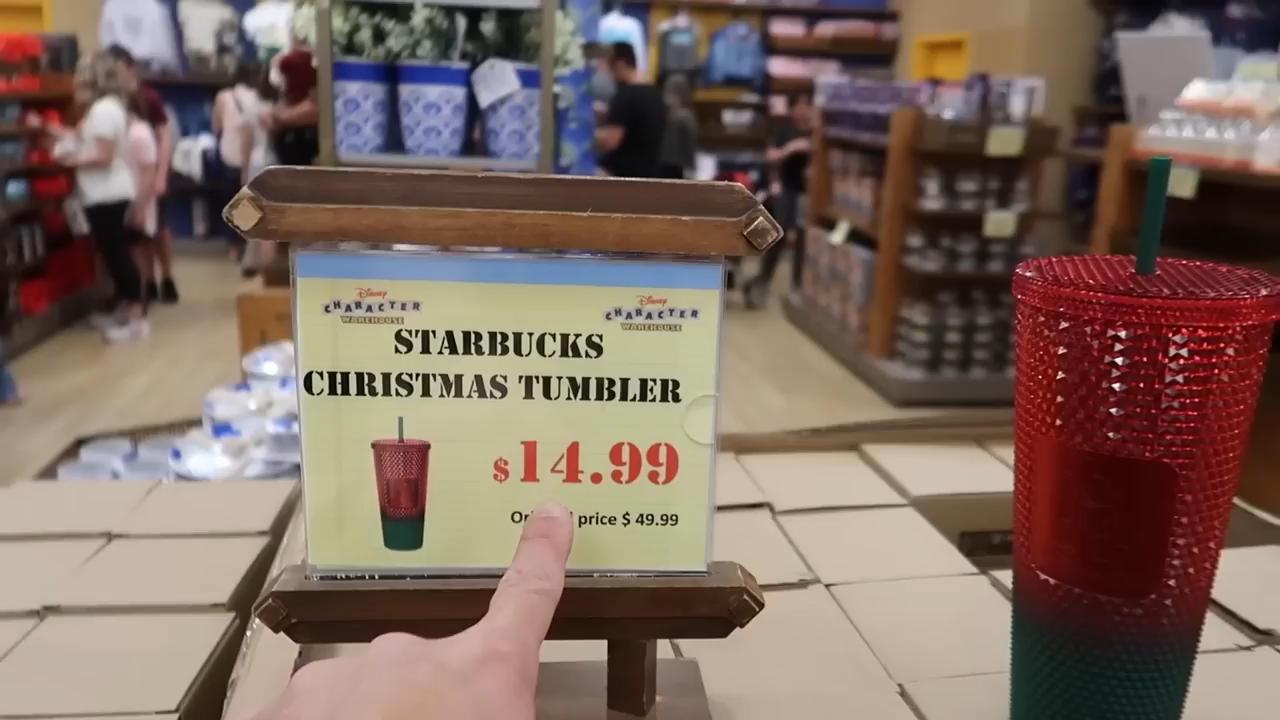 Disney
CHARACTER
WAREHOUSE
Disney
CHARACTER
WAREHOUSE
STARBUCKS
CHRISTMAS TUMBLER
$14.99
price $ 49.99